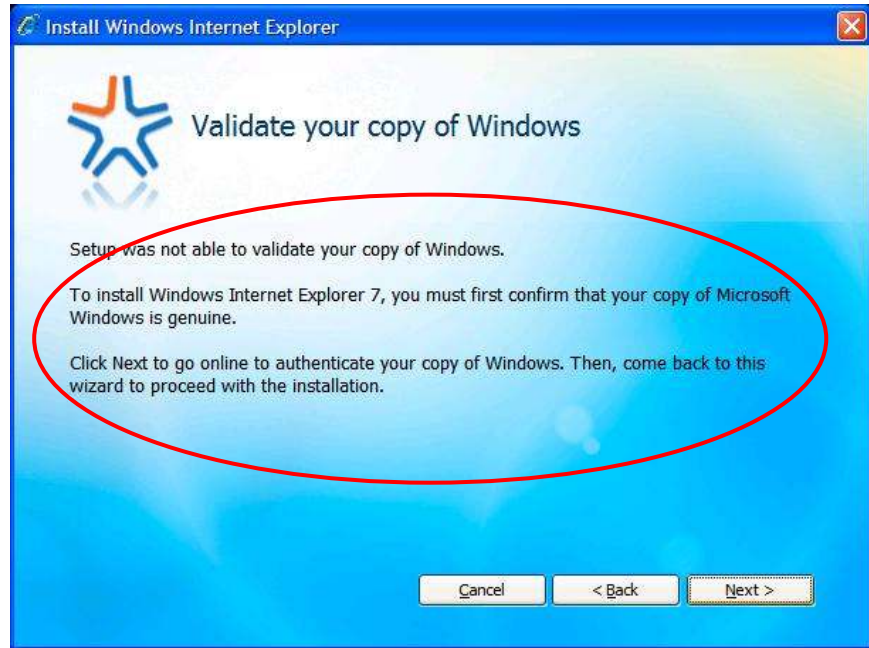 Install Windows Internet Explorer
Validate your copy of Windows
Setup was not able to validate your copy of Windows.
To install Windows Internet Explorer 7, you must first confirm that your copy of Microsoft
Windows is genuine.
Click Next to go online to authenticate your copy of Windows. Then, come back to this
wizard to proceed with the installation.
Cancel < Back Next >